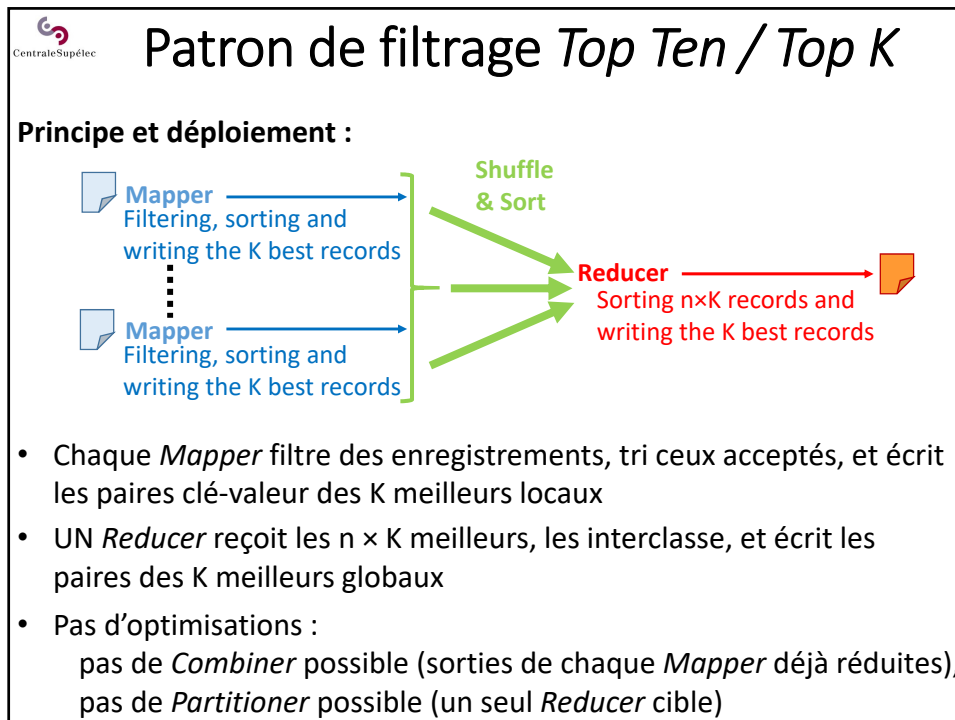 CentraleSupélec
Patron de filtrage Top Ten / Top K
Principe et déploiement :
Shuffle
& Sort
Mapper
Filtering, sorting and
writing the K best records
Reducer
Sorting n×K records and
writing the K best records
Mapper
Filtering, sorting and
writing the K best records
• Chaque Mapper filtre des enregistrements, tri ceux acceptés, et écrit
les paires clé-valeur des K meilleurs locaux
• UN Reducer reçoit les n × K meilleurs, les interclasse, et écrit les
paires des K meilleurs globaux
• Pas d’optimisations :
pas de Combiner possible (sorties de chaque Mapper déjà réduites),
pas de Partitioner possible (un seul Reducer cible)